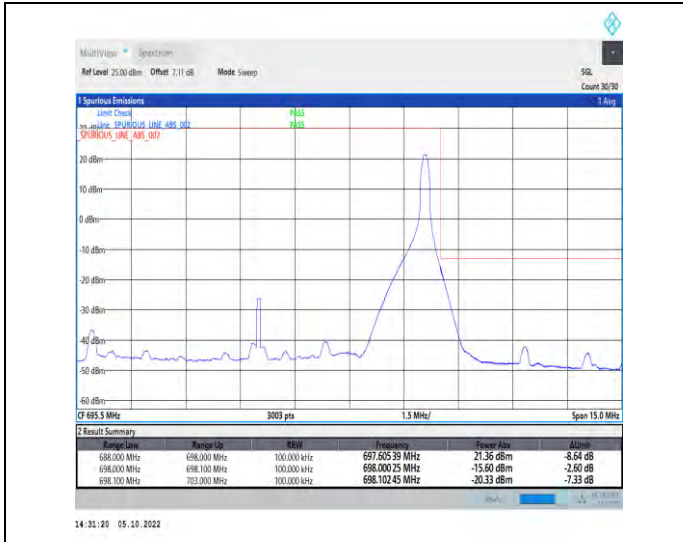 MultiView Spectrum
Ref Level 25.00 dBm Offset 7.11 dB Mode Sweep SGL
Count 30/30
1 Spurious Emissions 1 Avg
Limit Check PASS
Line SPURIOUS_LINE_ABS_002 PASS
SPURIOUS_LINE_ABS_002
20 dBm
10 dBm
0 dBm
-10 dBm
-20 dBm
-30 dBm
-40 dBm
-50 dBm
-60 dBm
CF 695.5 MHz 3003 pts 1.5 MHz/ Span 15.0 MHz
2 Result Summary
Range Low Range Up RBW Frequency Power Abs ΔLimit
688.000 MHz 698.000 MHz 100.000 kHz 697.60539 MHz 21.36 dBm -8.64 dB
698.000 MHz 698.100 MHz 100.000 kHz 698.00025 MHz -15.60 dBm -2.60 dB
698.100 MHz 703.000 MHz 100.000 kHz 698.10245 MHz -20.33 dBm -7.33 dB
14:31:20 05.10.2022